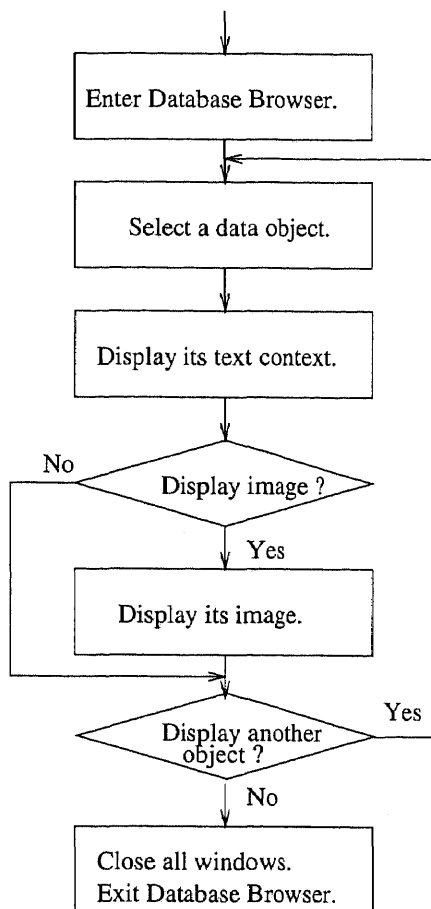 Enter Database Browser.
Select a data object.
Display its text context.
No
Display image ?
Yes
Display its image.
Display another
object ?
Yes
No
Close all windows.
Exit Database Browser.